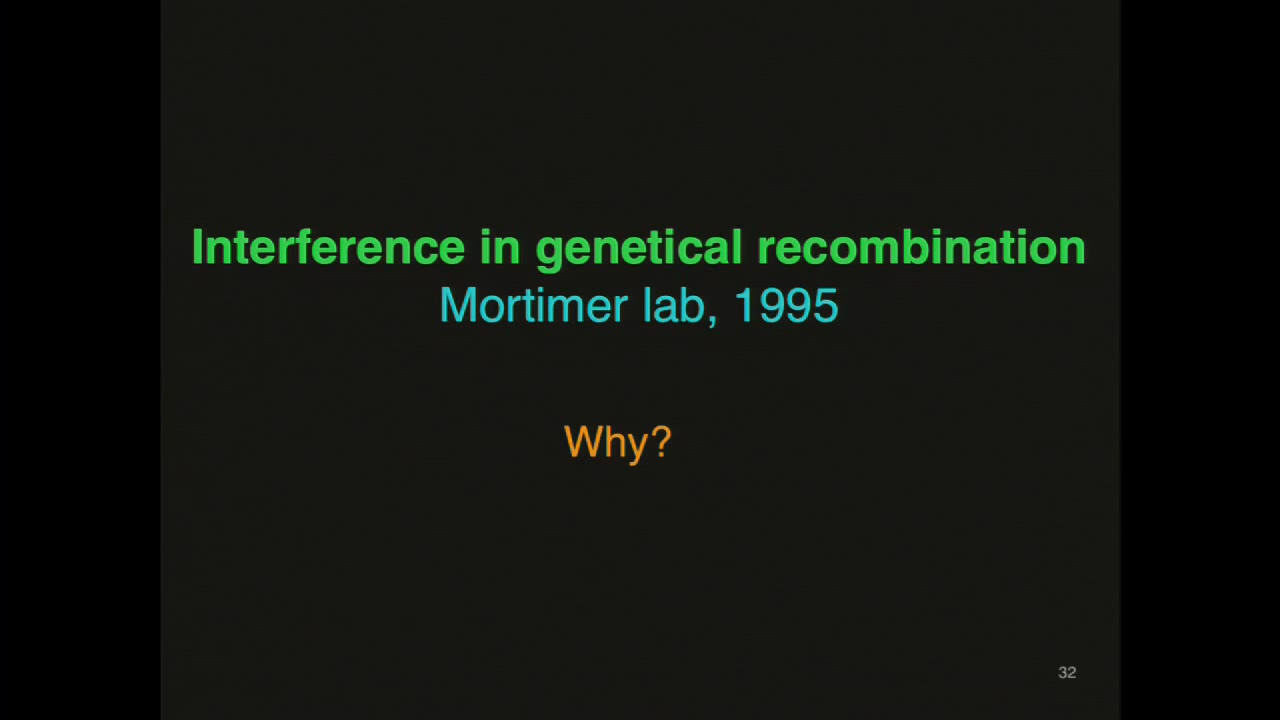 Interference in genetical recombination
Mortimer lab, 1995
Why?
32